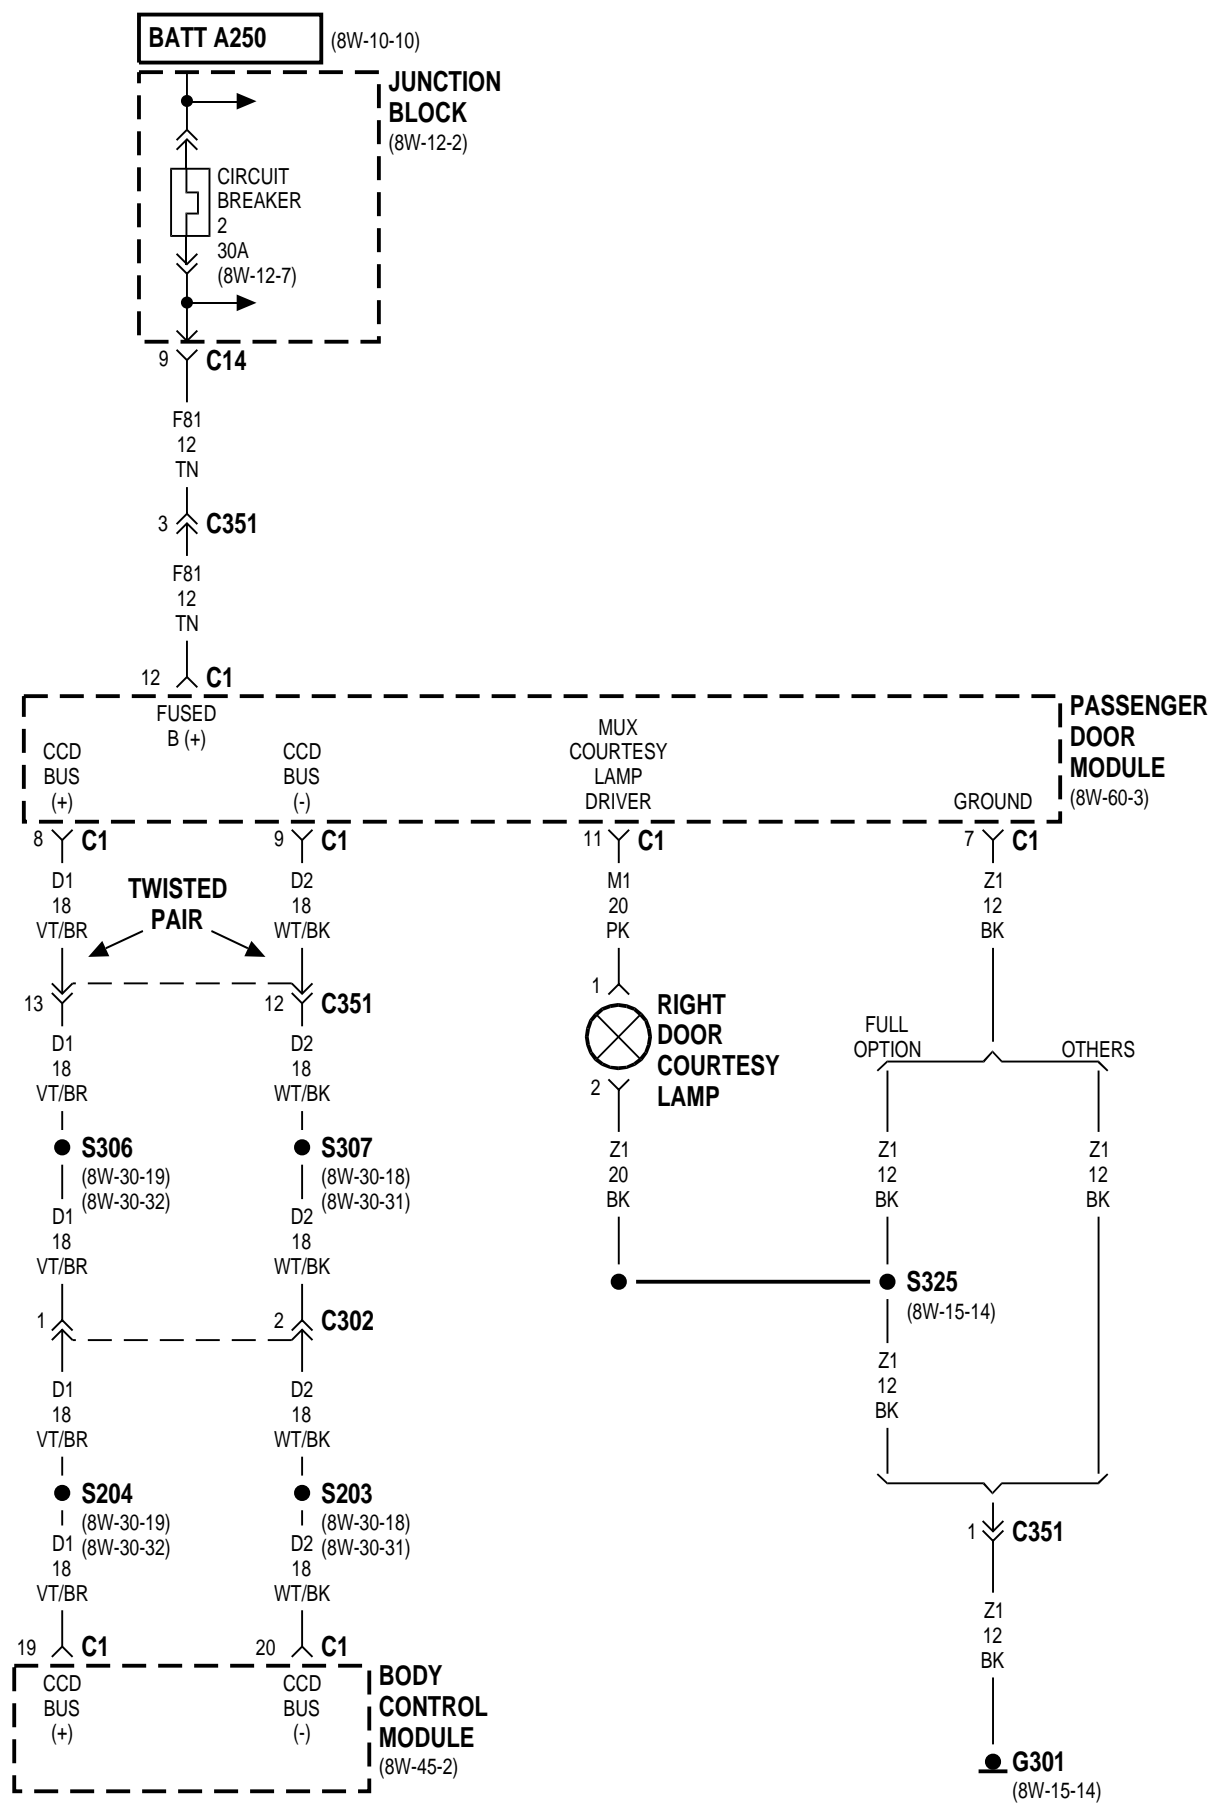 BATT A250
(8W-10-10)
JUNCTION
BLOCK
(8W-12-2)
CIRCUIT
BREAKER
2
30A
(8W-12-7)
9
C14
F81
12
TN
3
C351
F81
12
TN
12
C1
FUSED
B (+)
CCD
BUS
(+)
CCD
BUS
(-)
MUX
COURTESY
LAMP
DRIVER
GROUND
PASSENGER
DOOR
MODULE
(8W-60-3)
8
C1
9
C1
11
C1
7
C1
D1
18
VT/BR
TWISTED
PAIR
D2
18
WT/BK
M1
20
PK
Z1
12
BK
13
12
C351
1
RIGHT
DOOR
COURTESY
LAMP
2
FULL
OPTION
OTHERS
D1
18
VT/BR
D2
18
WT/BK
S306
(8W-30-19)
(8W-30-32)
S307
(8W-30-18)
(8W-30-31)
Z1
20
BK
Z1
12
BK
Z1
12
BK
D1
18
VT/BR
D2
18
WT/BK
S325
(8W-15-14)
1
2
C302
Z1
12
BK
D1
18
VT/BR
D2
18
WT/BK
S204
(8W-30-19)
(8W-30-32)
S203
(8W-30-18)
(8W-30-31)
1
C351
D1
18
VT/BR
D2
18
WT/BK
Z1
12
BK
19
C1
20
C1
CCD
BUS
(+)
CCD
BUS
(-)
BODY
CONTROL
MODULE
(8W-45-2)
G301
(8W-15-14)